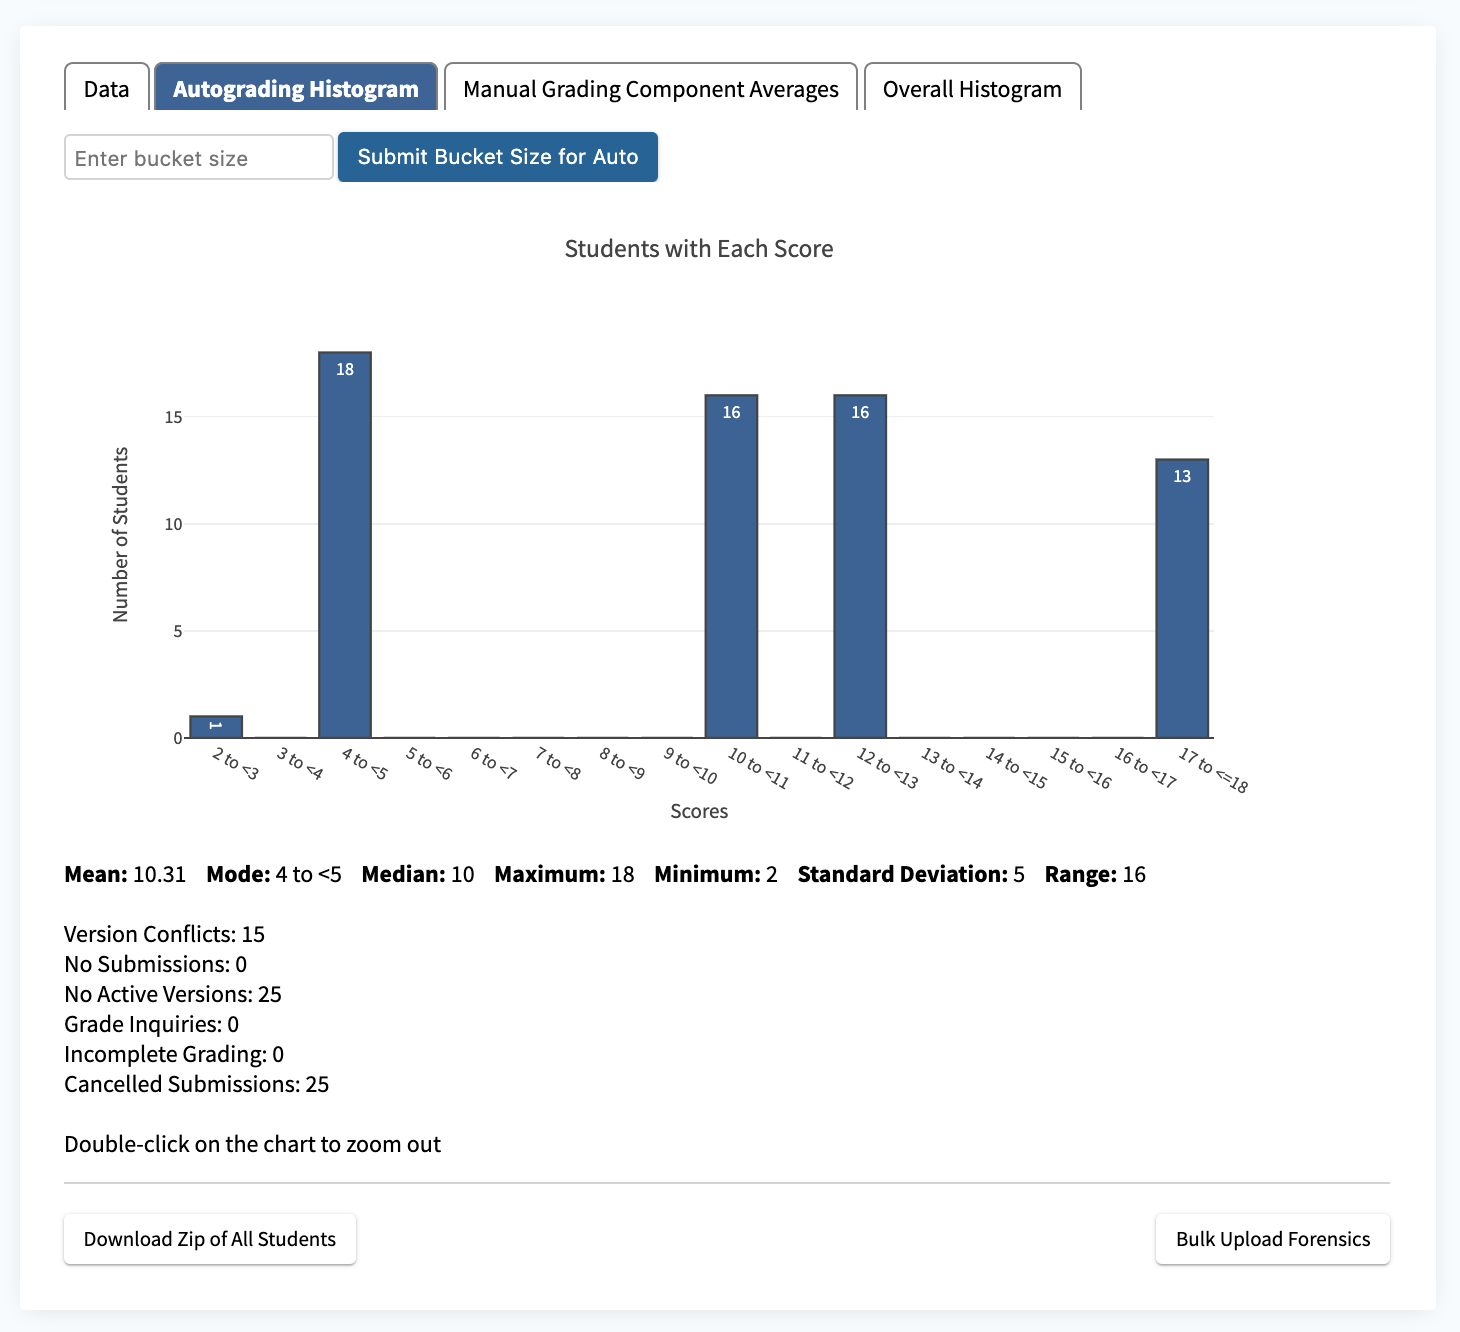 Data
Autograding Histogram
Manual Grading Component Averages
Overall Histogram
Enter bucket size
Submit Bucket Size for Auto
Students with Each Score
Number of Students
15
10
5
0
1
18
16
16
13
2 to <3
3 to <4
4 to <5
5 to <6
6 to <7
7 to <8
8 to <9
9 to <10
10 to <11
11 to <12
12 to <13
13 to <14
14 to <15
15 to <16
16 to <17
17 to <=18
Scores
Mean: 10.31 Mode: 4 to <5 Median: 10 Maximum: 18 Minimum: 2 Standard Deviation: 5 Range: 16
Version Conflicts: 15
No Submissions: 0
No Active Versions: 25
Grade Inquiries: 0
Incomplete Grading: 0
Cancelled Submissions: 25
Double-click on the chart to zoom out
Download Zip of All Students
Bulk Upload Forensics